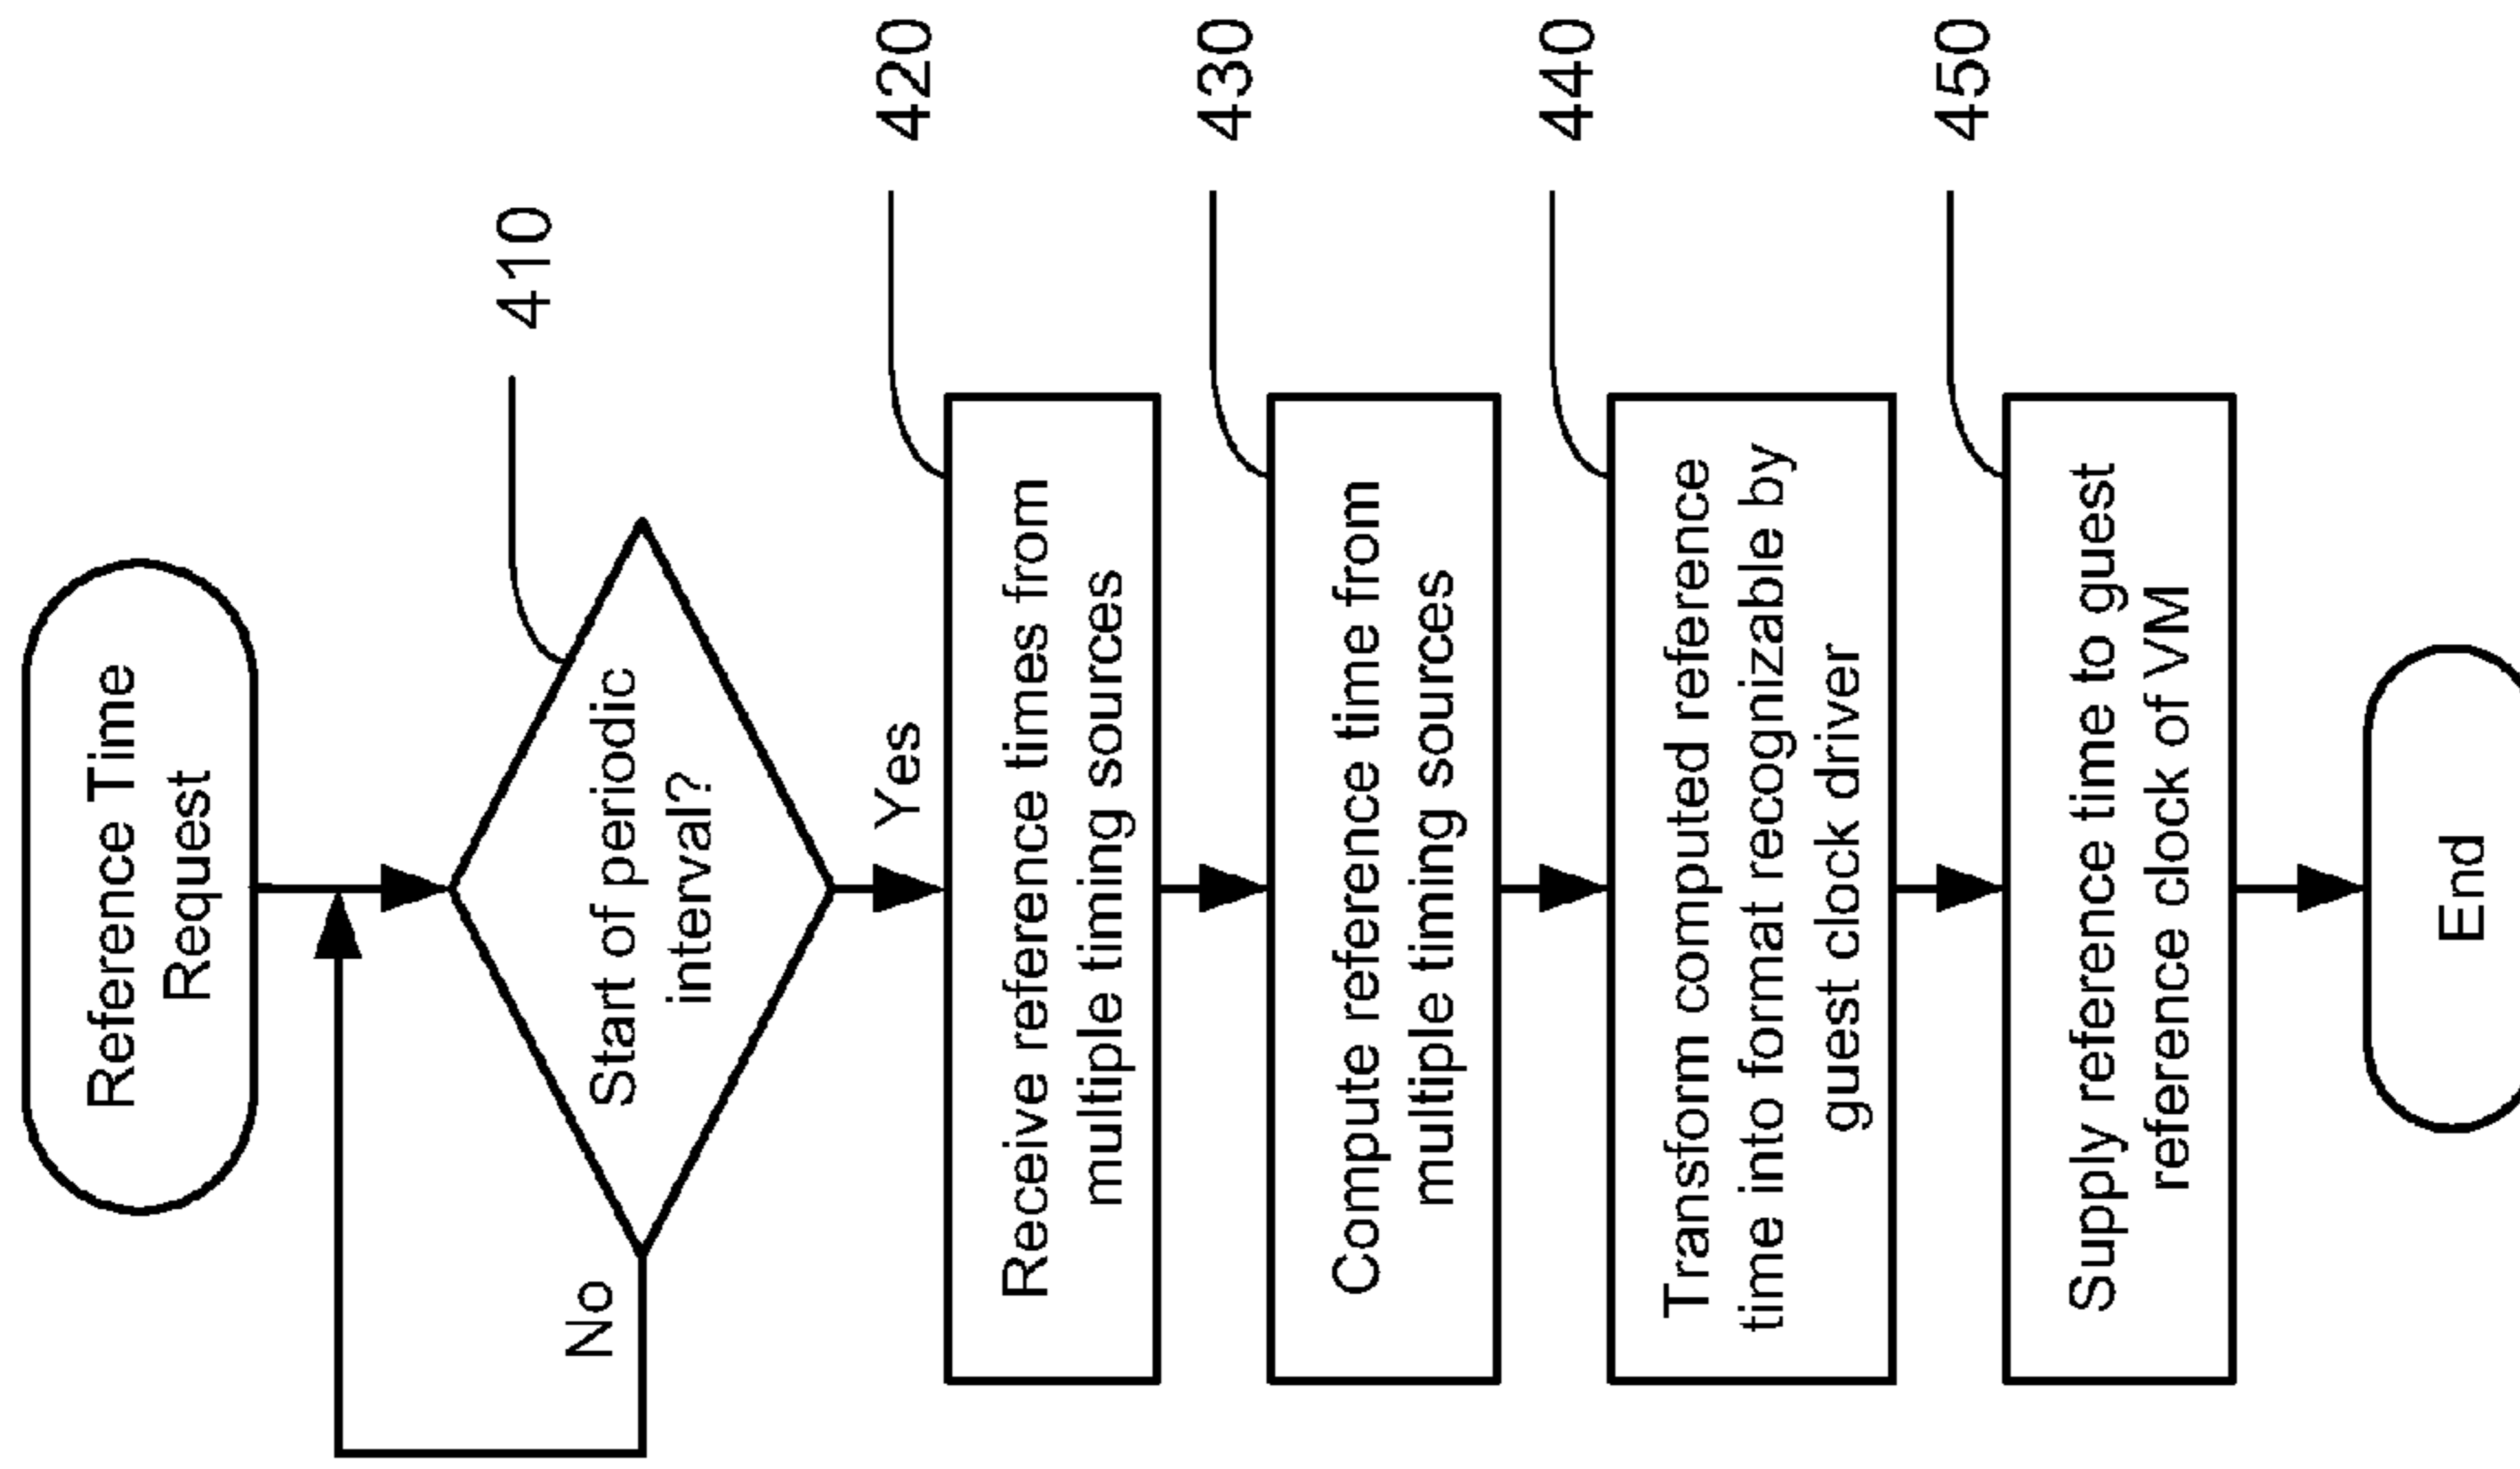 Reference Time
Request
410
Start of periodic
interval?
No
Yes
420
Receive reference times from
multiple timing sources
430
Compute reference time from
multiple timing sources
440
Transform computed reference
time into format recognizable by
guest clock driver
450
Supply reference time to guest
reference clock of VM
End